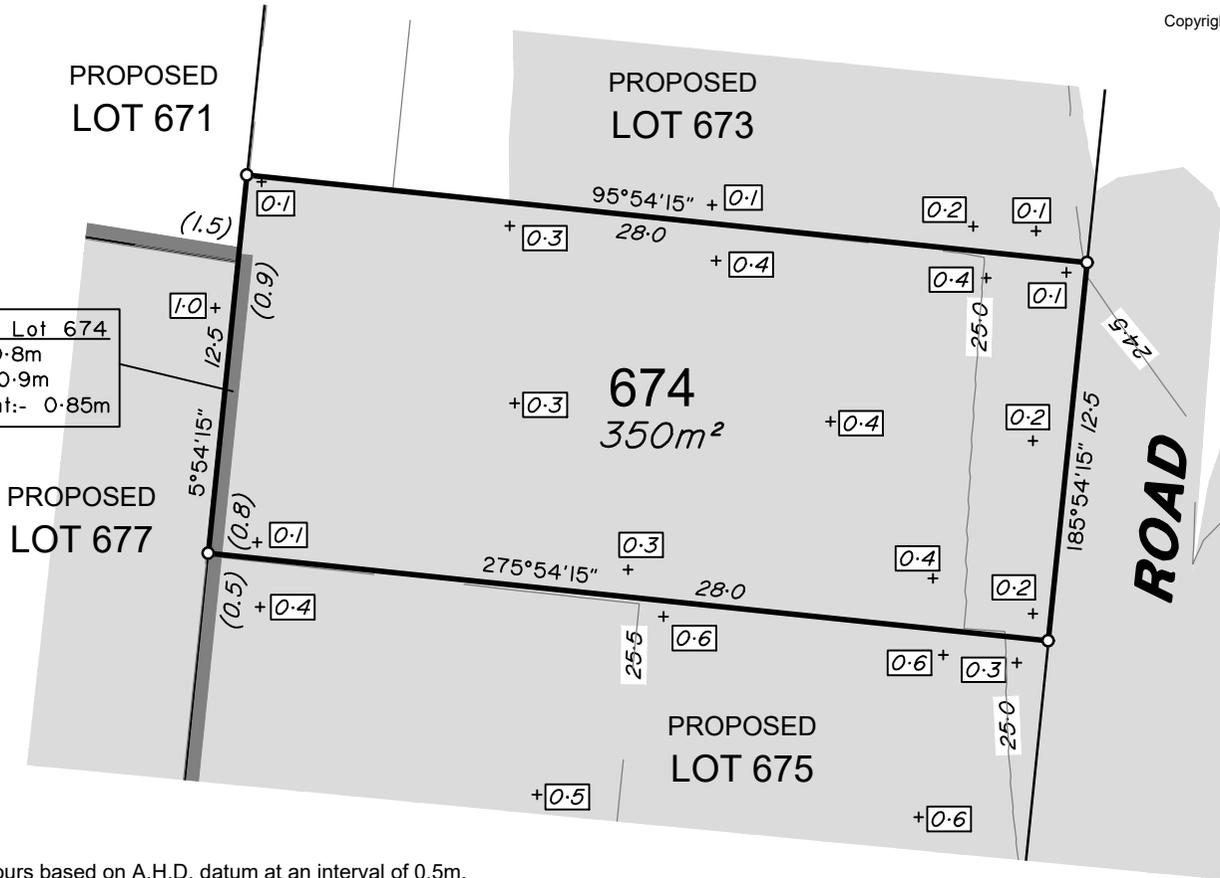 Copyrigh
PROPOSED
LOT 671
PROPOSED
LOT 673
0·1
95°54'15"
28·0
0·1
0·2
0·1
(1.5)
0·3
0·4
0·4
0·1
(0.9)
1·0
25·0
24·5
Lot 674
·8m
0·9m
nt:- 0·85m
12·5
5°54'15"
0·3
674
350m²
0·4
0·2
12·5
185°54'15"
ROAD
PROPOSED
LOT 677
(0.8)
0·1
275°54'15"
0·3
28·0
0·4
0·2
(0.5)
0·4
25·5
0·6
0·6
0·3
25·0
PROPOSED
LOT 675
0·5
0·6
ours based on A.H.D. datum at an interval of 0.5m.